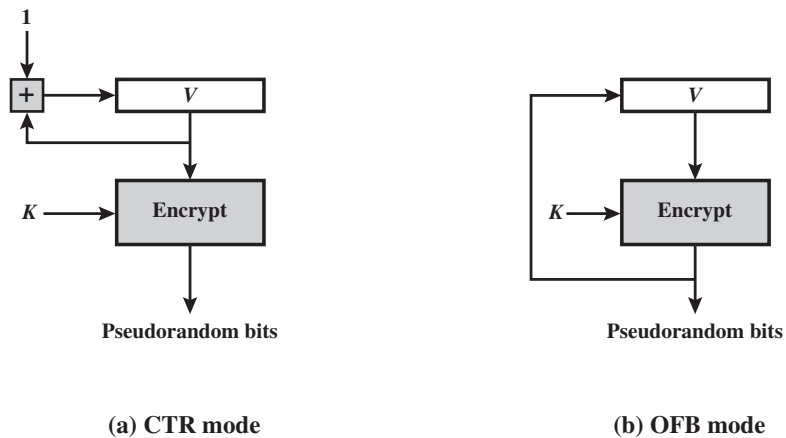 1
+
V
K
Encrypt
Pseudorandom bits
(a) CTR mode
V
K
Encrypt
Pseudorandom bits
(b) OFB mode